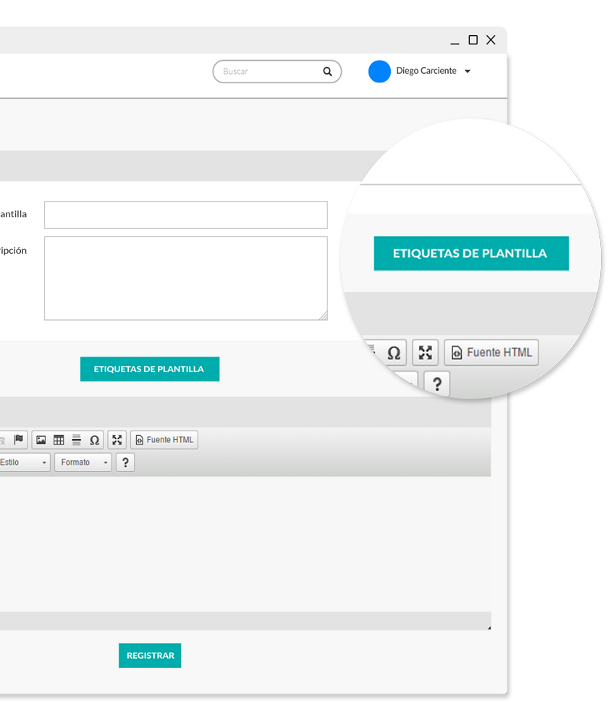 Buscar
Diego Carciente
antilla
ipción
ETIQUETAS DE PLANTILLA
ETIQUETAS DE PLANTILLA
Ω
Fuente HTML
?
Ω
Fuente HTML
Estilo
Formato
?
REGISTRAR